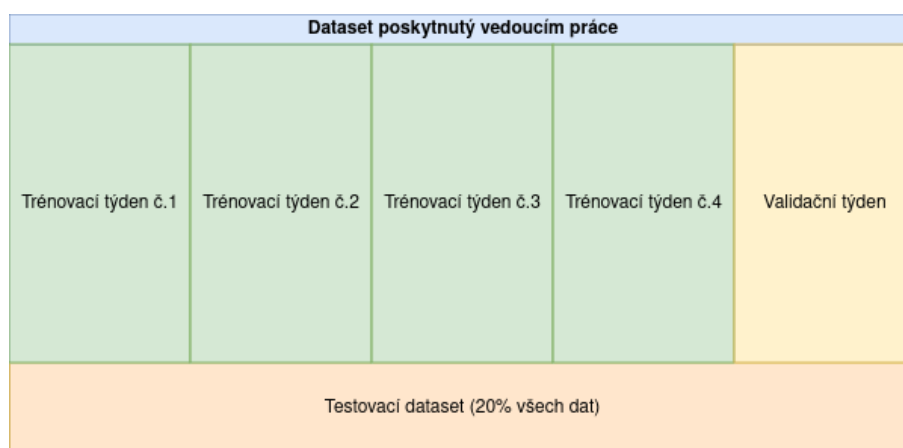 Dataset poskytnutý vedoucím práce
Trénovací týden č.1
Trénovací týden č.2
Trénovací týden č.3
Trénovací týden č.4
Validační týden
Testovací dataset (20% všech dat)